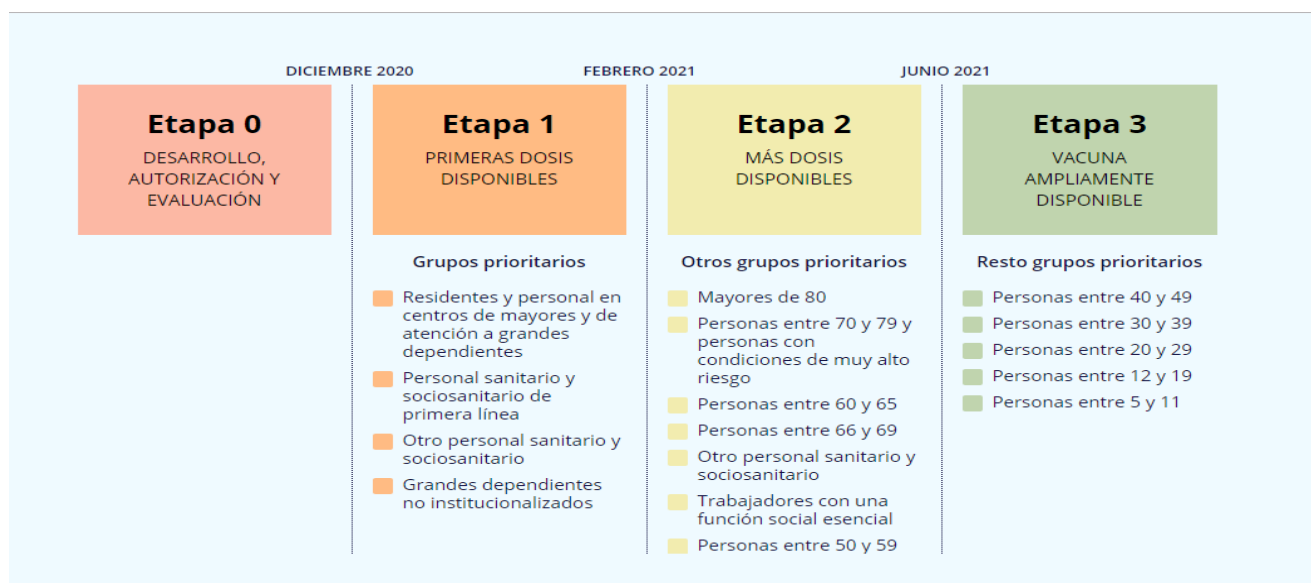 DICIEMBRE 2020
FEBRERO 2021
JUNIO 2021
Etapa 0
DESARROLLO,
AUTORIZACIÓN Y
EVALUACIÓN
Etapa 1
PRIMERAS DOSIS
DISPONIBLES
Grupos prioritarios
Residentes y personal en
centros de mayores y de
atención a grandes
dependientes
Personal sanitario y
sociosanitario de
primera línea
Otro personal sanitario y
sociosanitario
Grandes dependientes
no institucionalizados
Etapa 2
MÁS DOSIS
DISPONIBLES
Otros grupos prioritarios
Mayores de 80
Personas entre 70 y 79 y
personas con
condiciones de muy alto
riesgo
Personas entre 60 y 65
Personas entre 66 y 69
Otro personal sanitario y
sociosanitario
Trabajadores con una
función social esencial
Personas entre 50 y 59
Etapa 3
VACUNA
AMPLIAMENTE
DISPONIBLE
Resto grupos prioritarios
Personas entre 40 y 49
Personas entre 30 y 39
Personas entre 20 y 29
Personas entre 12 y 19
Personas entre 5 y 11